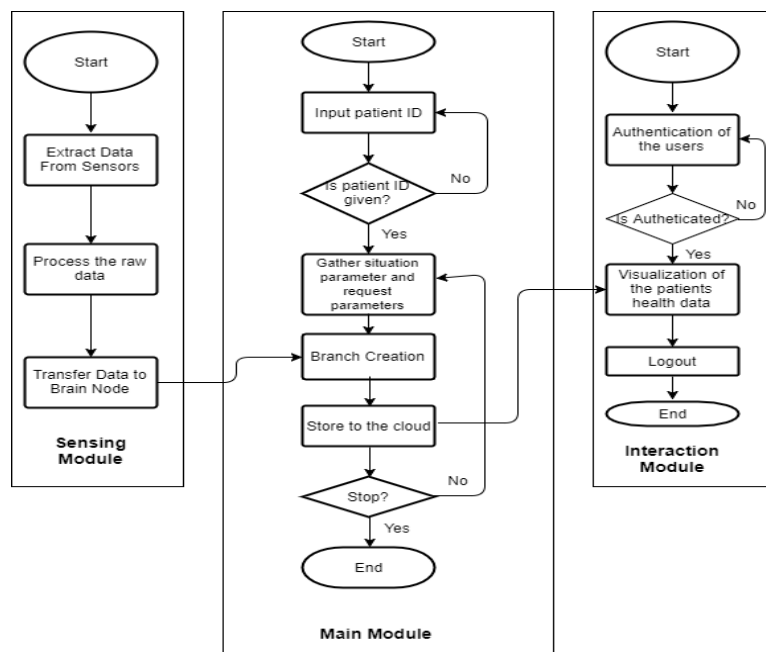 Start
Extract Data
From Sensors
Process the raw
data
Transfer Data to
Brain Node
Sensing
Module
Start
Input patient ID
No
Is patient ID
given?
Yes
Gather situation
parameter and
request
parameters
Branch Creation
Store to the cloud
No
Stop?
Yes
End
Main Module
Start
Authentication of
the users
No
Is Autheticated?
Yes
Visualization of
the patients
health data
Logout
End
Interaction
Module